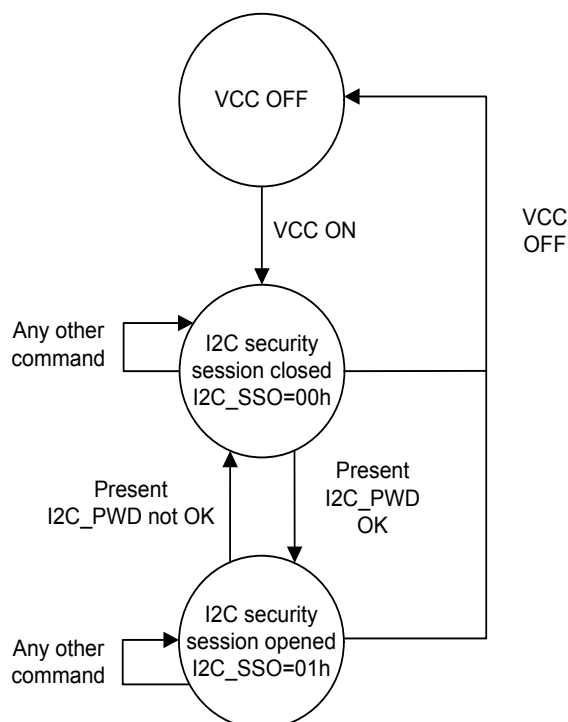 VCC OFF
VCC ON
VCC
OFF
Any other
command
I2C security
session closed
I2C_SSO=00h
Present
I2C_PWD not OK
Present
I2C_PWD
OK
Any other
command
I2C security
session opened
I2C_SSO=01h